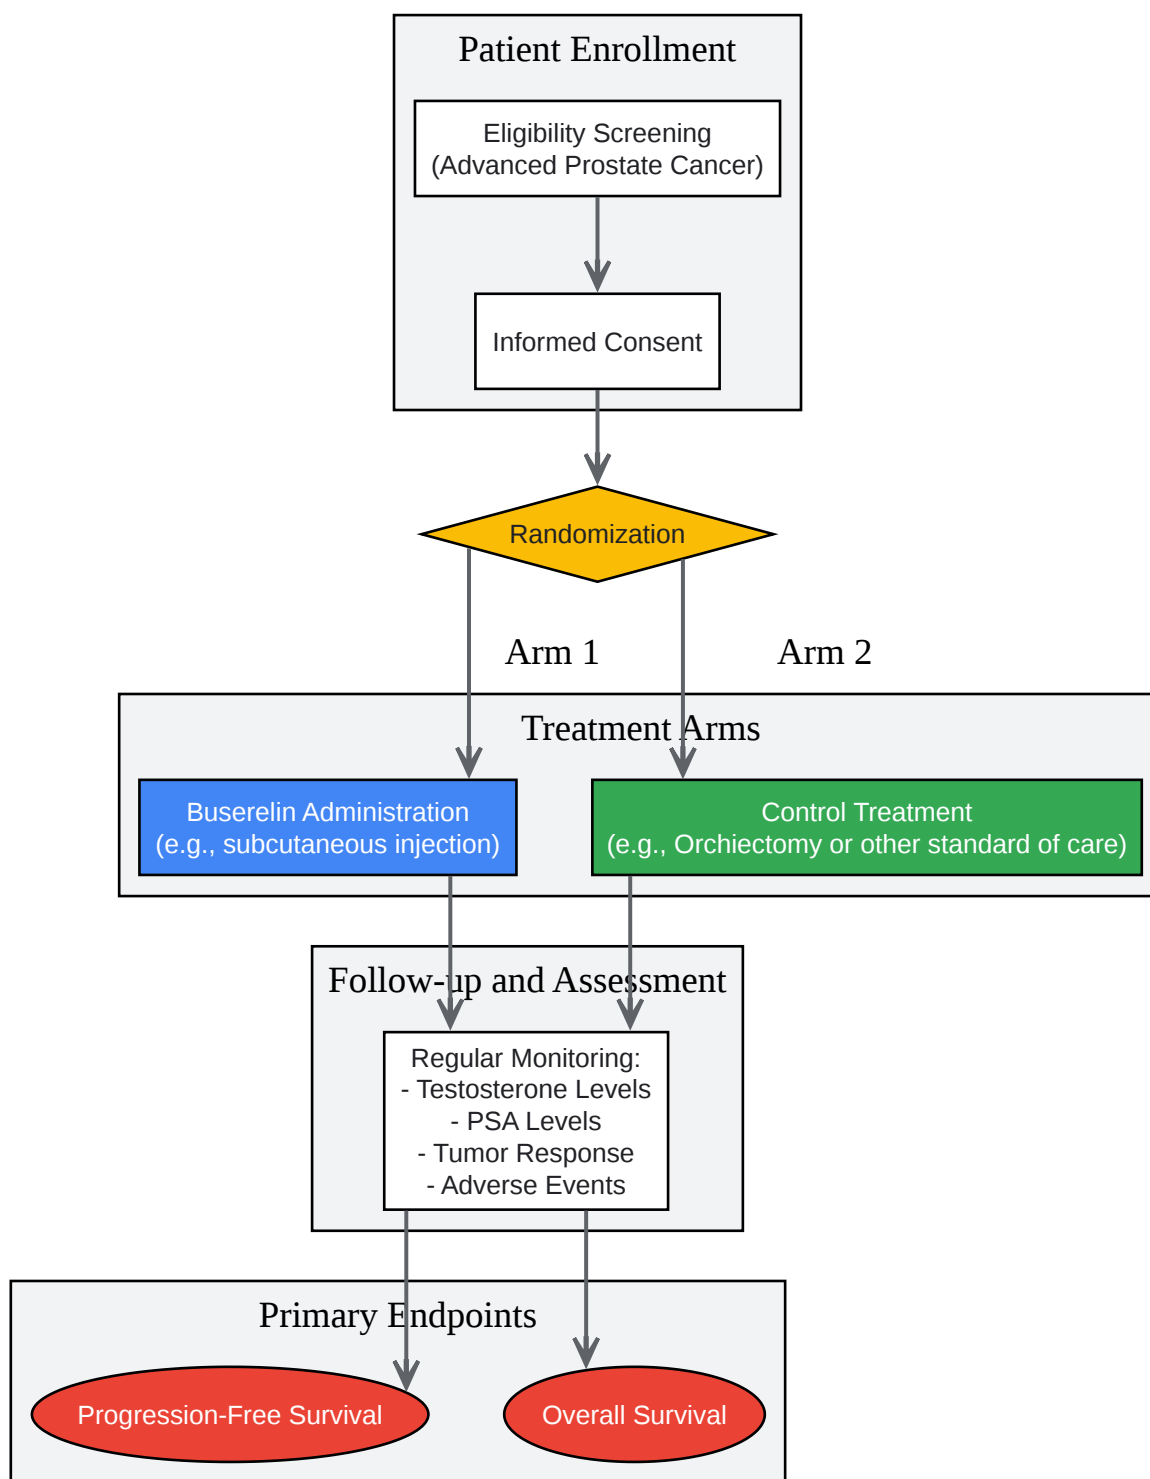 Patient Enrollment
Eligibility Screening
(Advanced Prostate Cancer)
Informed Consent
Randomization
Arm 1
Arm 2
Treatment Arms
Buserelin Administration
(e.g., subcutaneous injection)
Control Treatment
(e.g., Orchiectomy or other standard of care)
Follow-up and Assessment
Regular Monitoring:
- Testosterone Levels
- PSA Levels
- Tumor Response
- Adverse Events
Primary Endpoints
Progression-Free Survival
Overall Survival